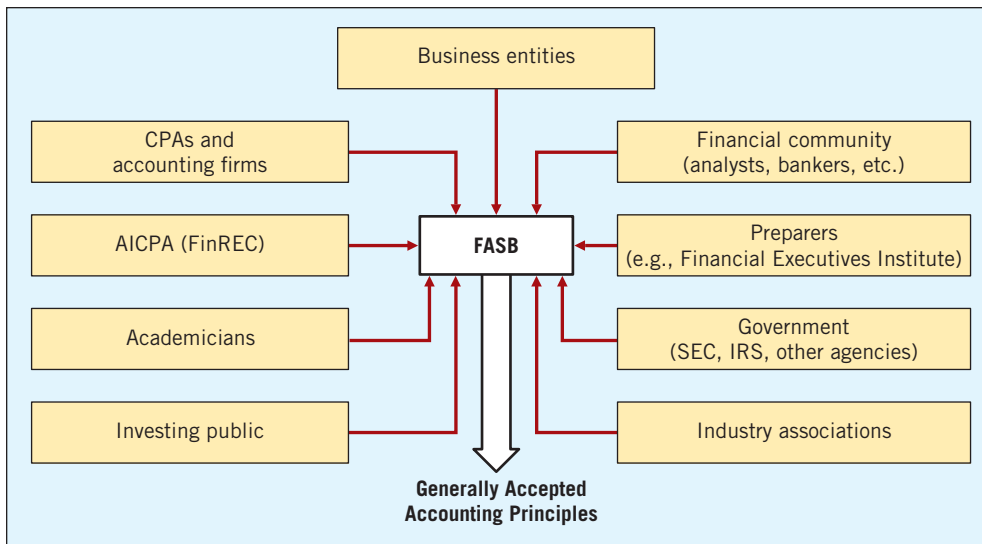 Business entities
CPAs and
accounting firms
Financial community
(analysts, bankers, etc.)
AICPA (FinREC)
FASB
Preparers
(e.g., Financial Executives Institute)
Academicians
Government
(SEC, IRS, other agencies)
Investing public
Industry associations
Generally Accepted
Accounting Principles